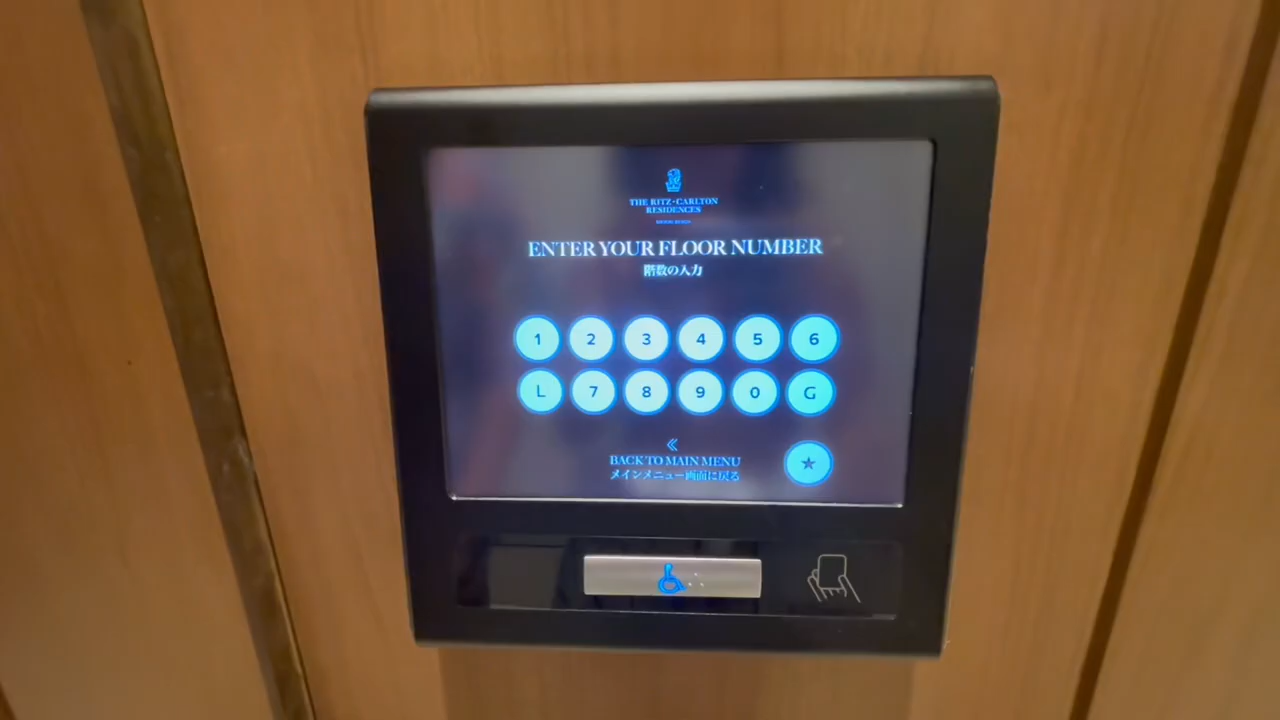 THE RITZ-CARLTON
RESIDENCES
ENTER YOUR FLOOR NUMBER
階数の入力
1 2 3 4 5 6
L 7 8 9 0 G
BACK TO MAIN MENU
メインメニュー画面に戻る